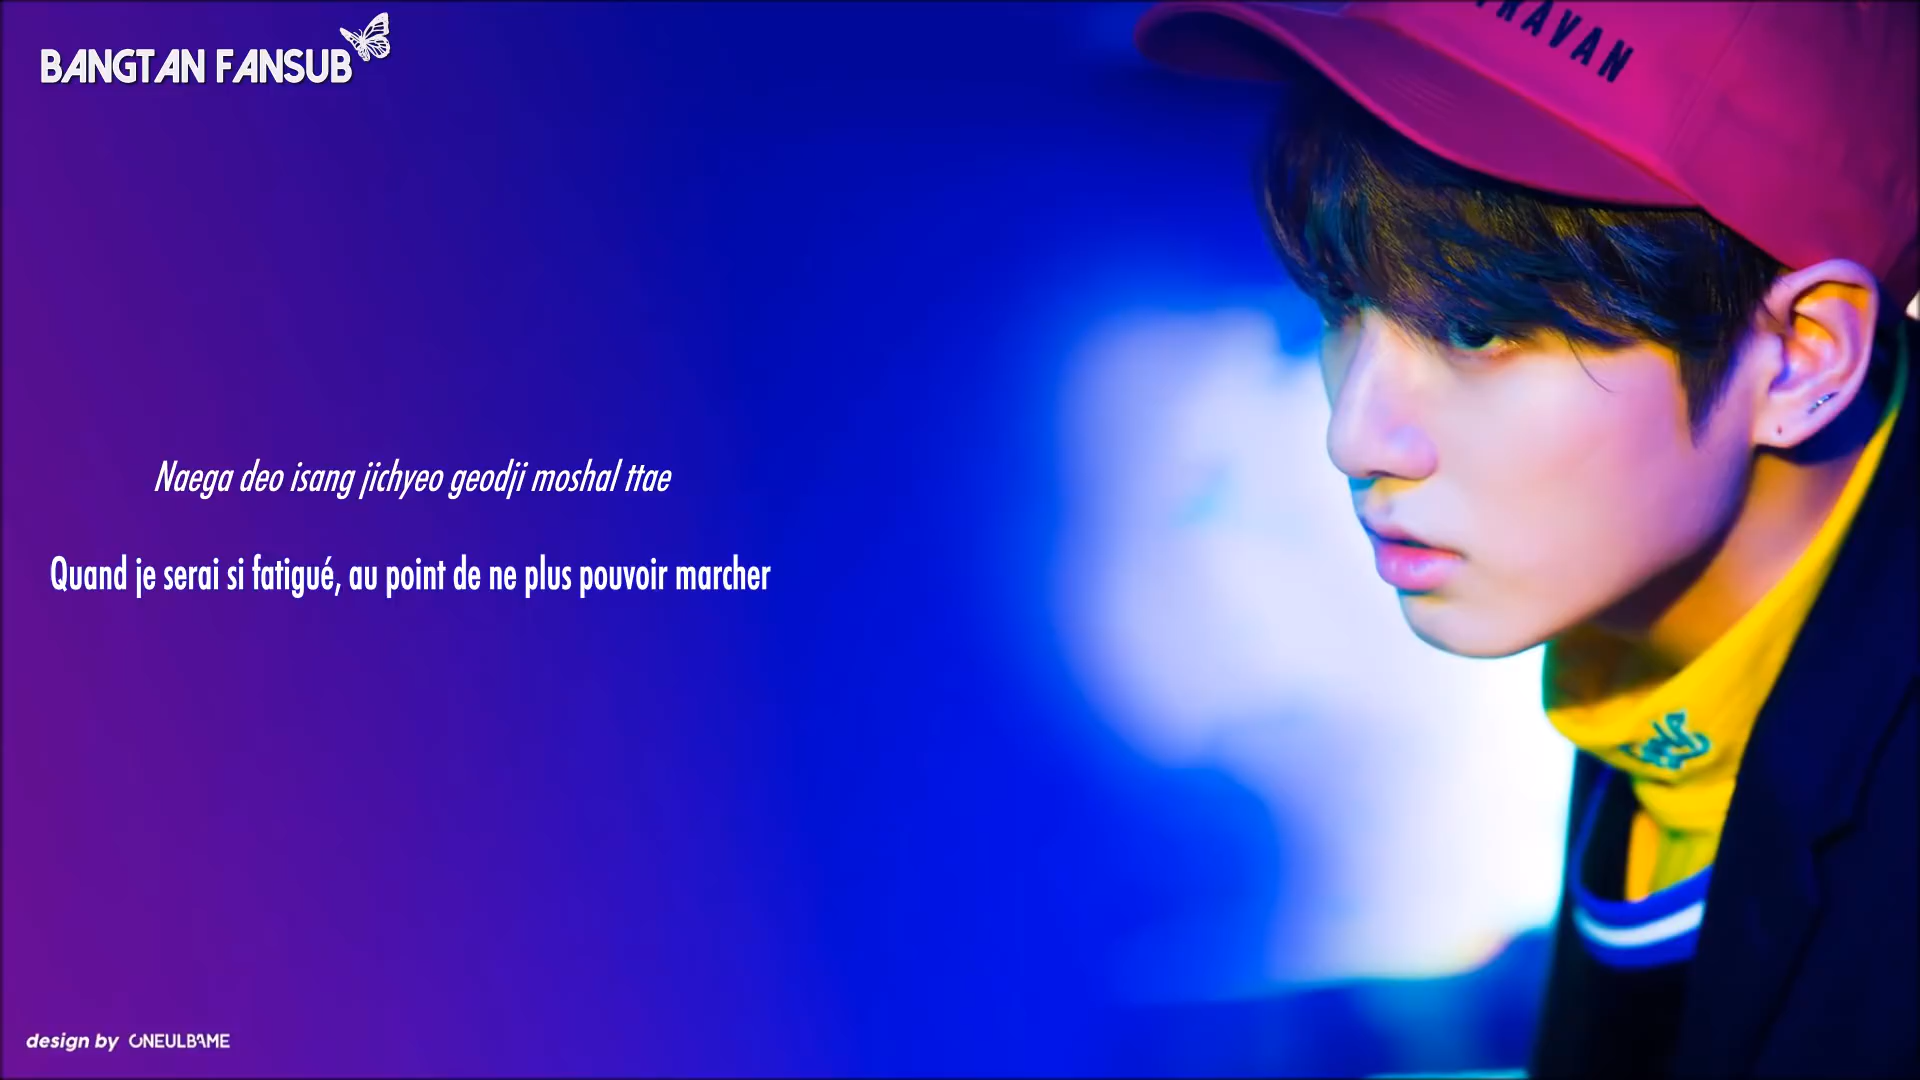 BANGTAN FANSUB
Naega deo isang jichyeo geodji moshal ttae
Quand je serai si fatigué, au point de ne plus pouvoir marcher
design by ONEULBAME